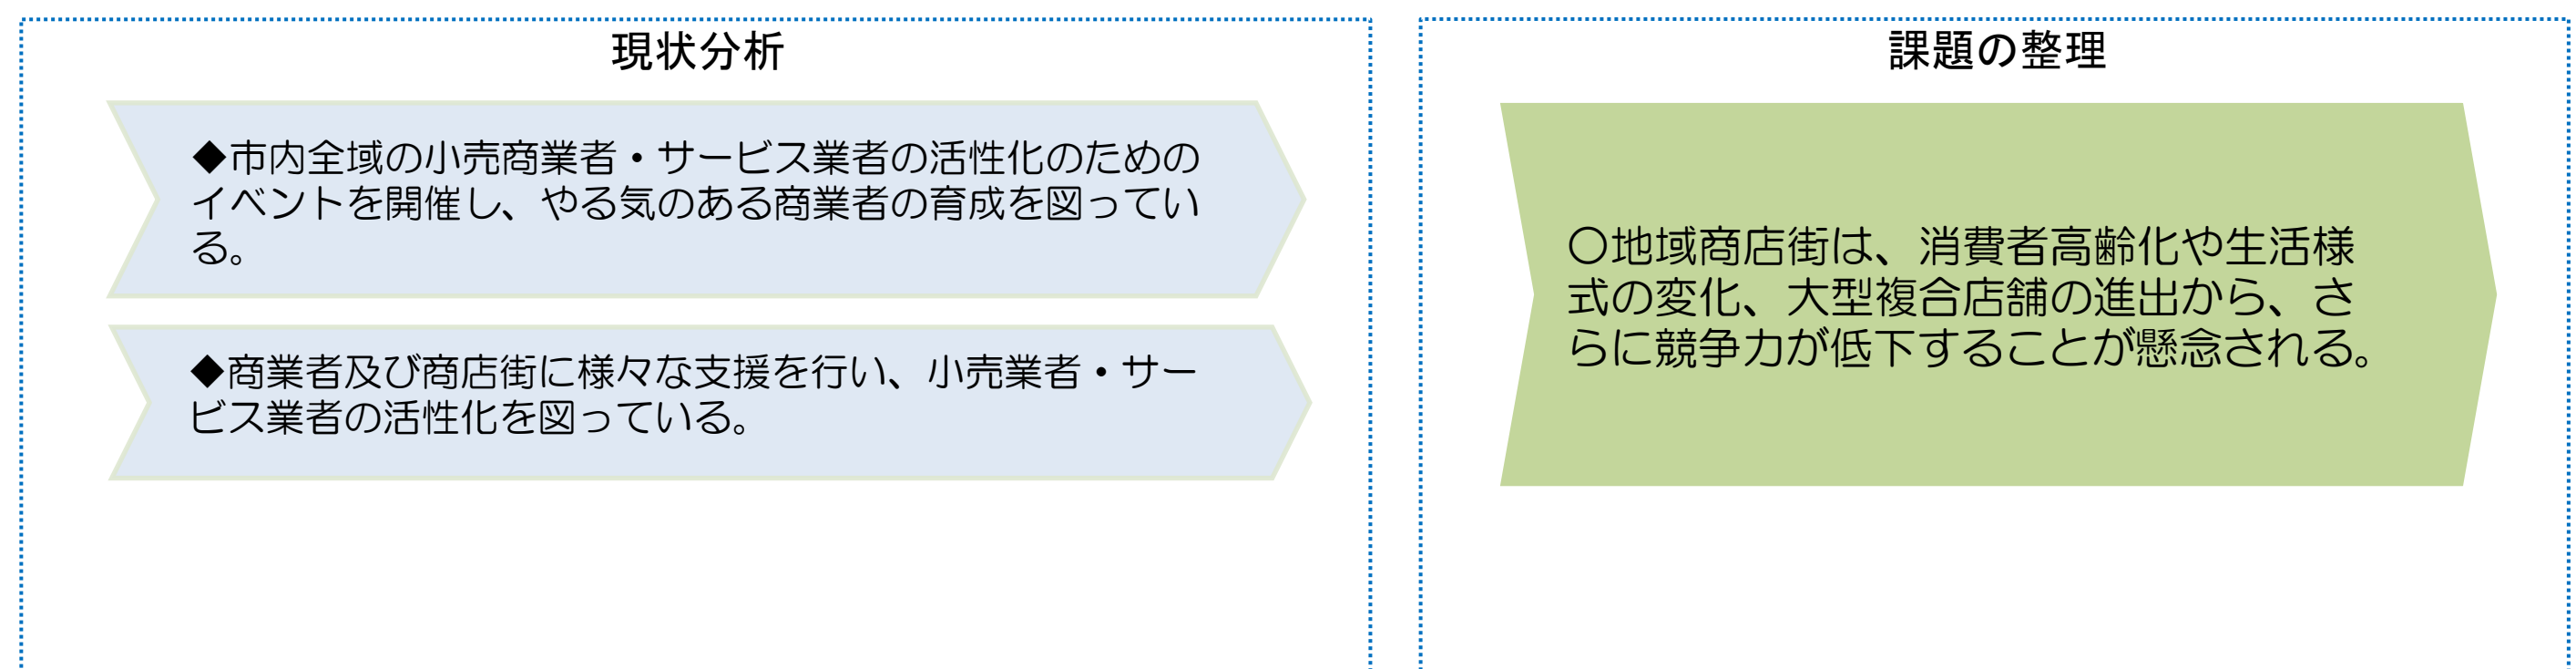 現状分析
◆市内全域の小売商業者・サービス業者の活性化のための
イベントを開催し、やる気のある商業者の育成を図ってい
る。
◆商業者及び商店街に様々な支援を行い、小売業者・サー
ビス業者の活性化を図っている。
課題の整理
〇地域商店街は、消費者高齢化や生活様
式の変化、大型複合店舗の進出から、さ
らに競争力が低下することが懸念される。